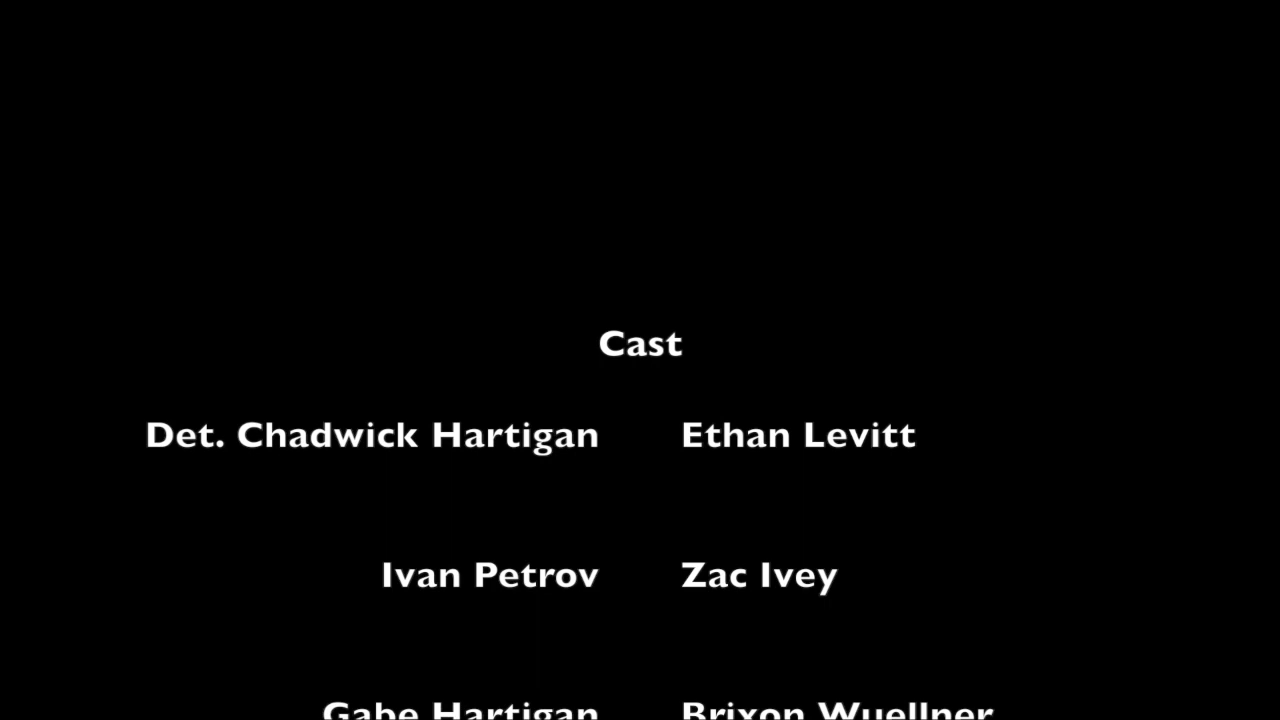 Cast
Det. Chadwick Hartigan Ethan Levitt
Ivan Petrov Zac Ivey
Gabe Hartigan Brixon Wuellner